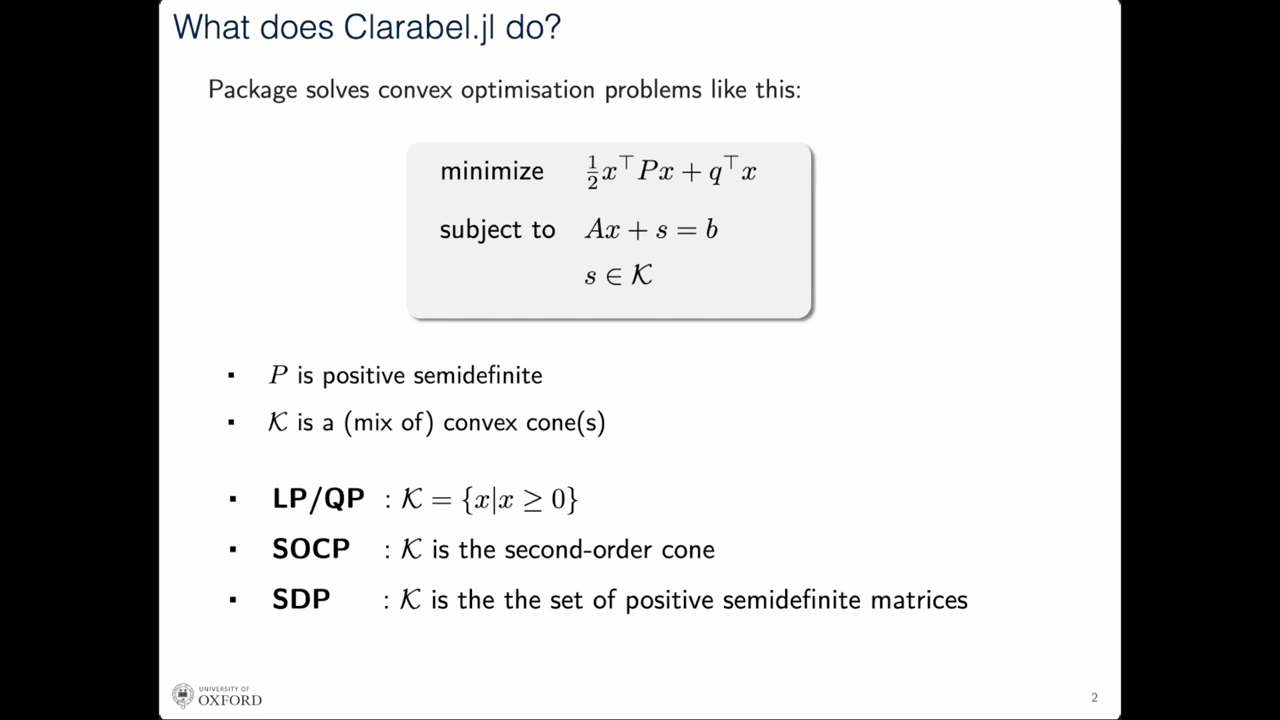 What does Clarabel.jl do?
Package solves convex optimisation problems like this:
minimize ½x⊤Px + q⊤x
subject to Ax + s = b
s ∈ 𝒦
▪ P is positive semidefinite
▪ 𝒦 is a (mix of) convex cone(s)
▪ LP/QP : 𝒦 = {x|x ≥ 0}
▪ SOCP : 𝒦 is the second-order cone
▪ SDP : 𝒦 is the the set of positive semidefinite matrices
UNIVERSITY OF
OXFORD
2